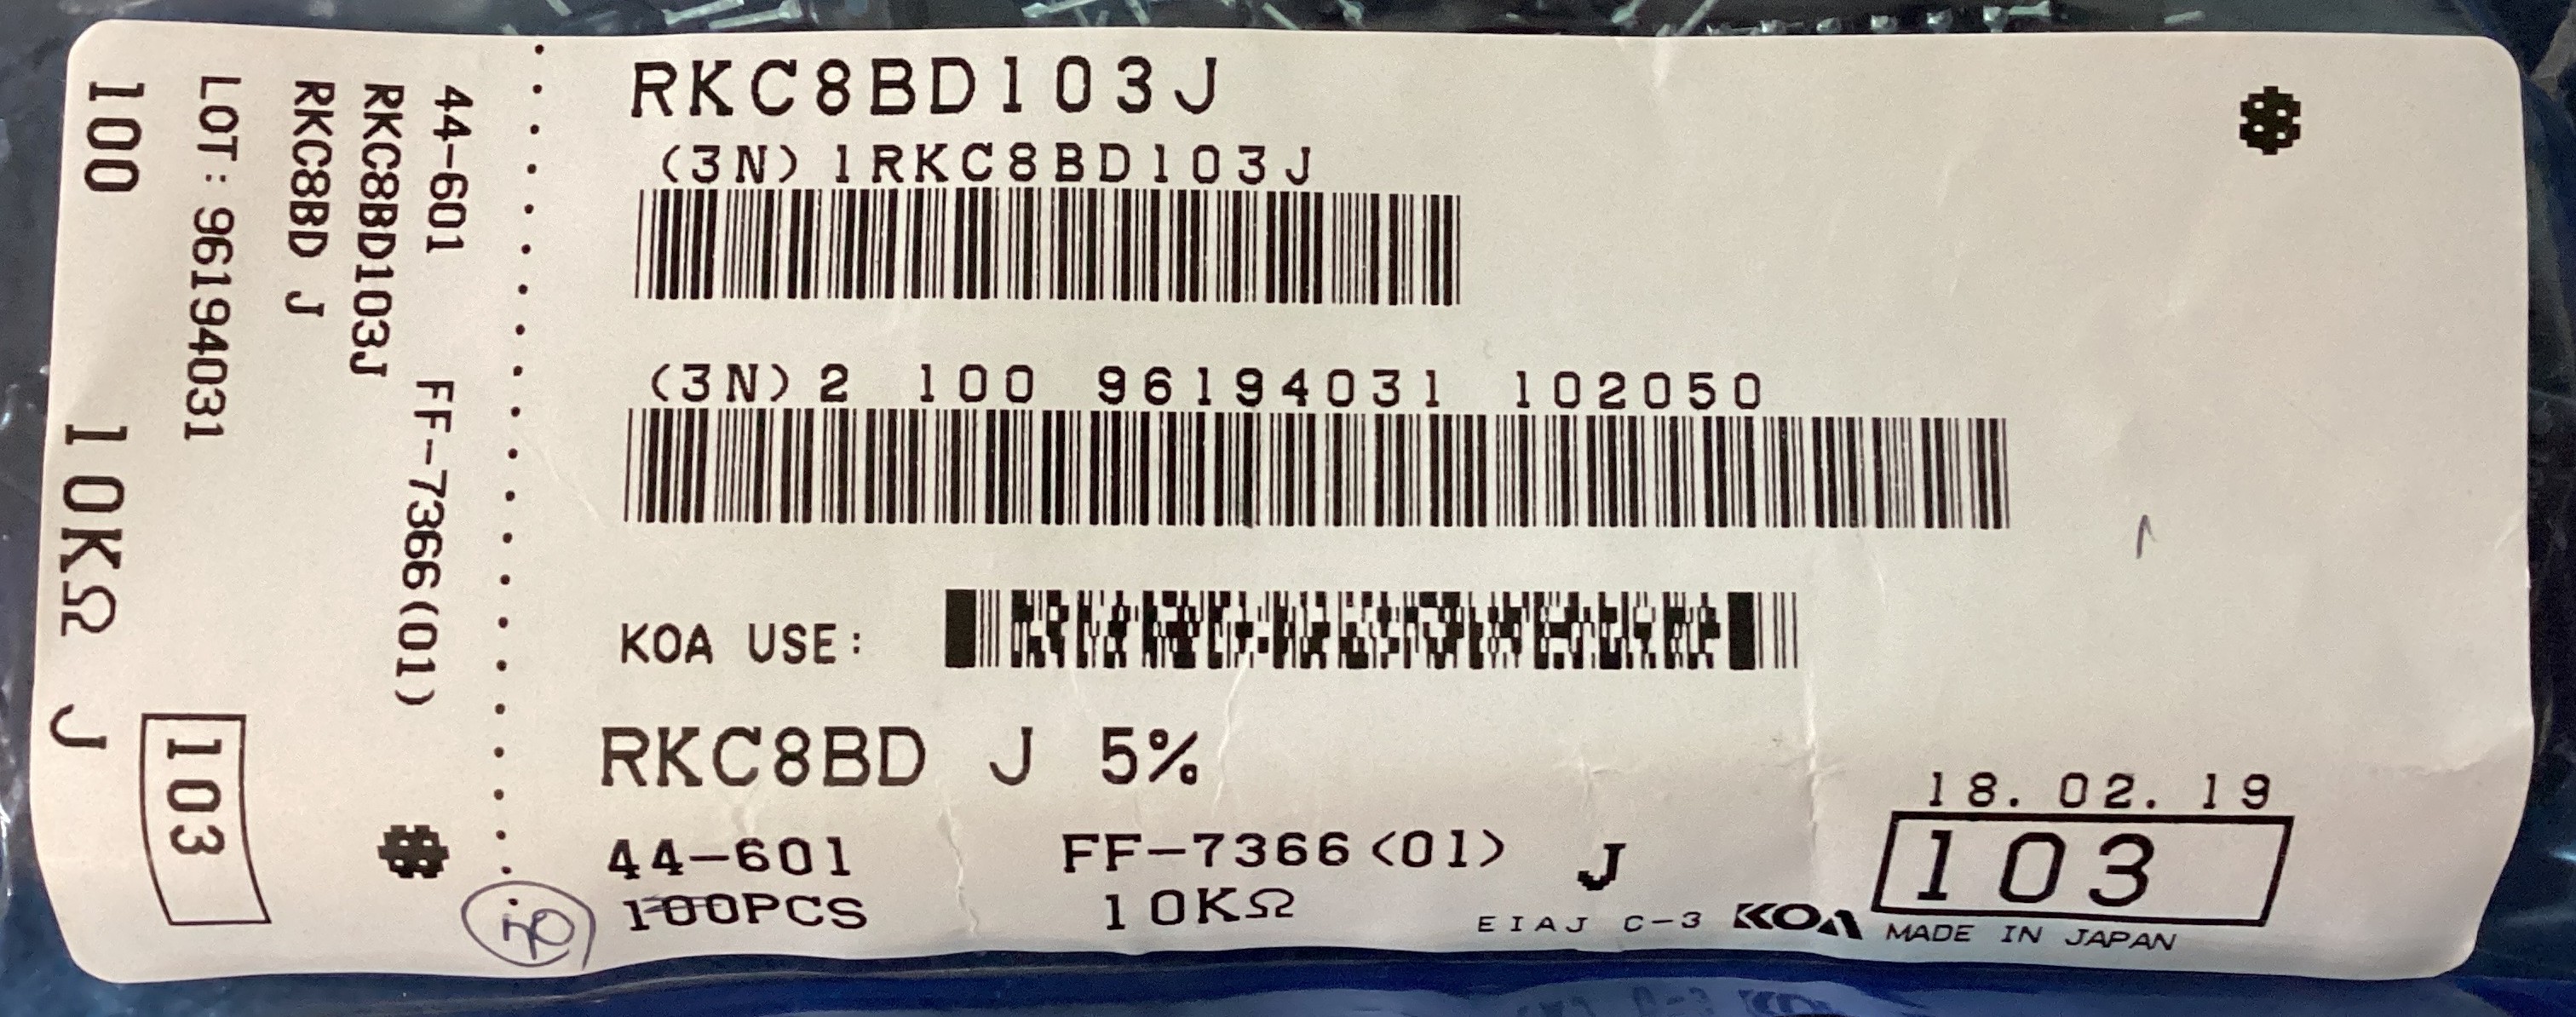 RKC8BD103J
(3N)1RKC8BD103J
(3N)2 100 96194031 102050
KOA USE:
RKC8BD J 5%
18.02.19
44-601 FF-7366(01) J 103
100PCS 10KΩ
EIAJ C-3 KOA MADE IN JAPAN
44-601 FF-7366(01)
RKC8BD103J
RKC8BD J
LOT: 96194031
103
100 10KΩ J